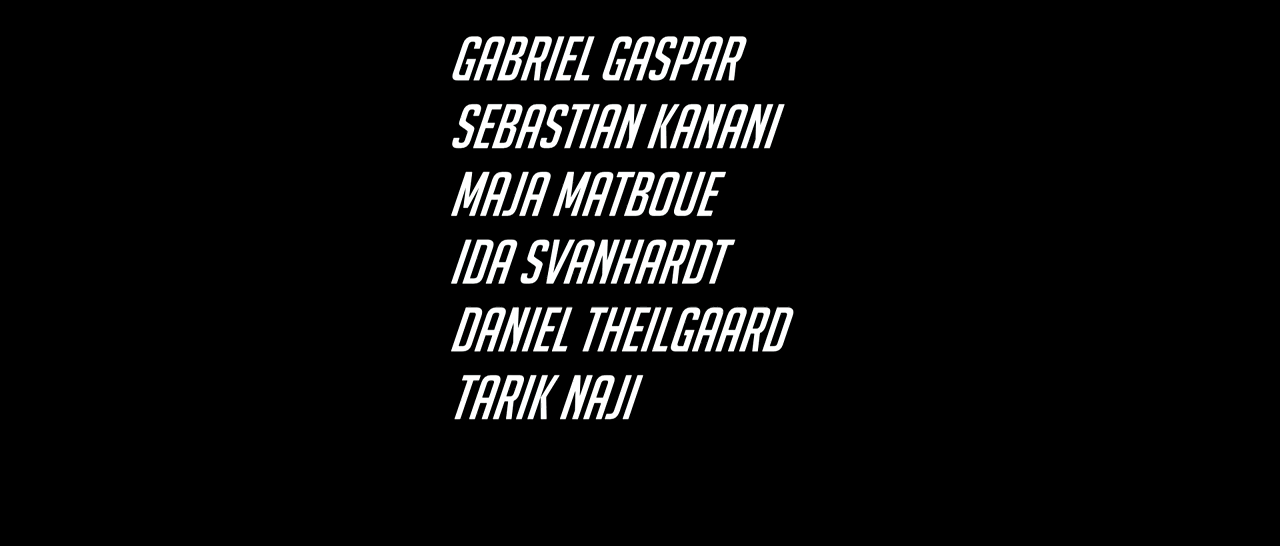 GABRIEL GASPAR
SEBASTIAN KANANI
MAJA MATBOUE
IDA SVANHARDT
DANIEL THEILGAARD
TARIK NAJI